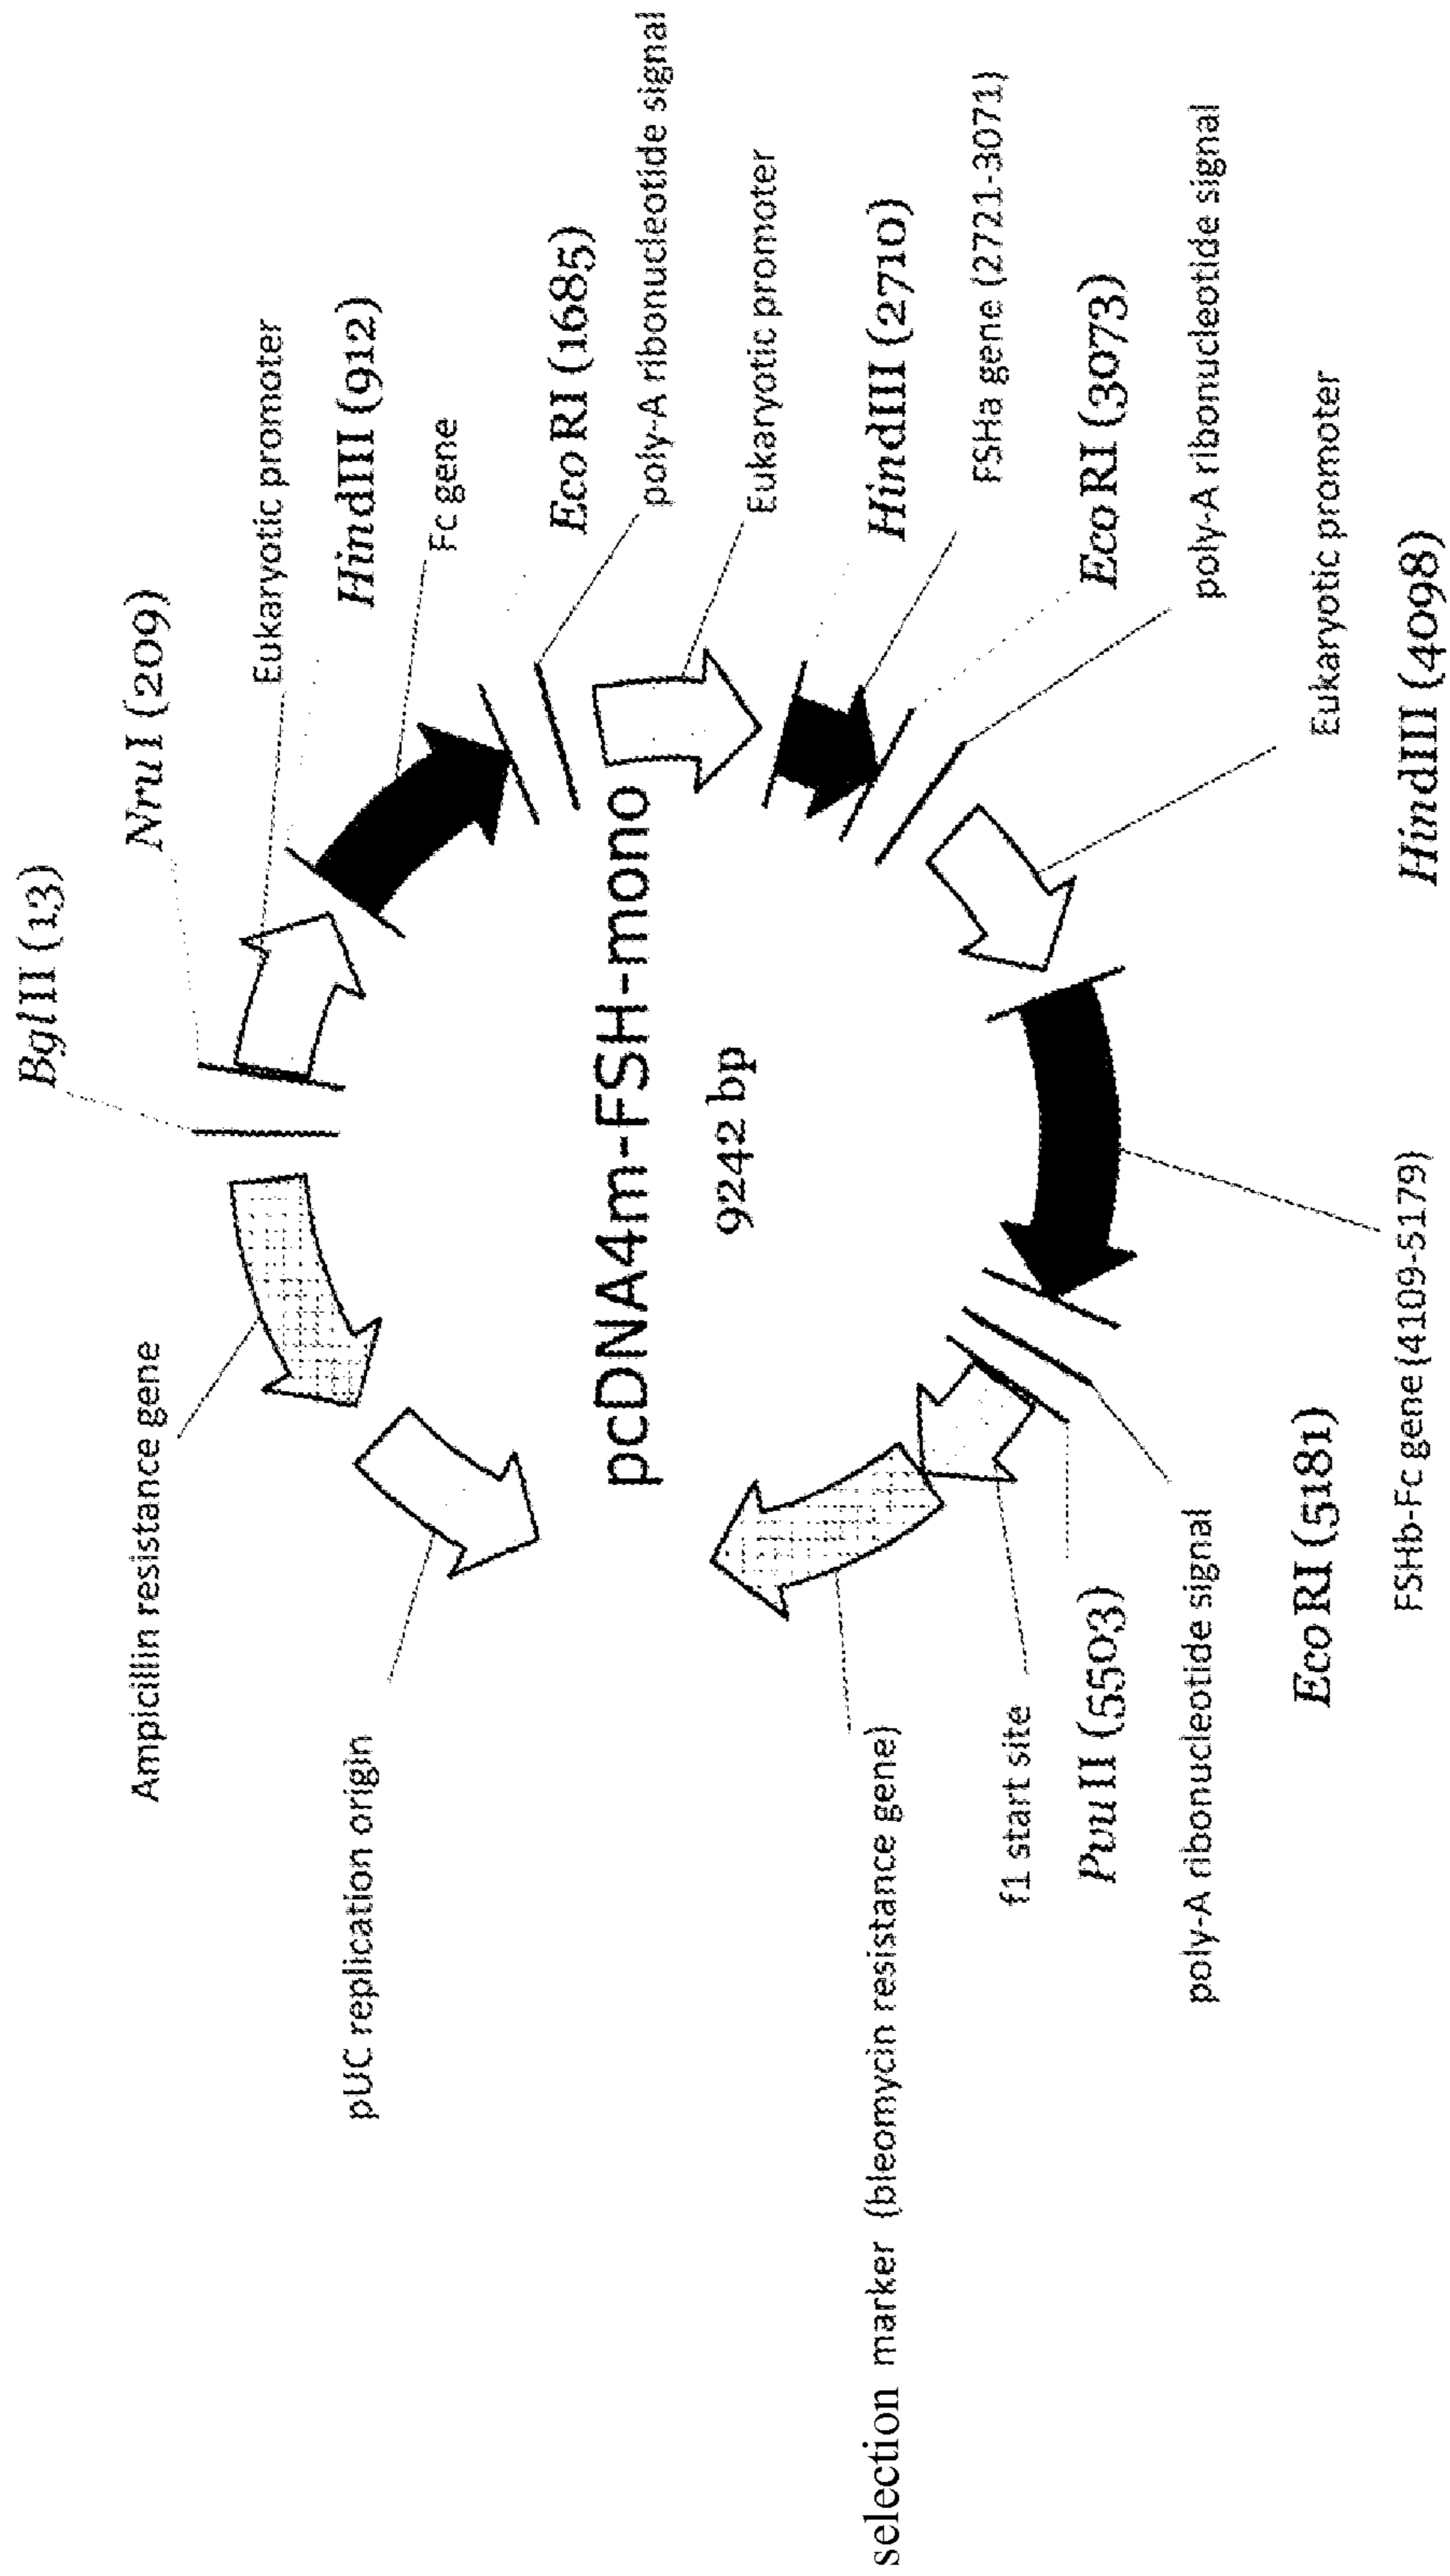 BglII (13)
NruI (209)
Eukaryotic promoter
HindIII (912)
Fc gene
EcoRI (1685)
poly-A ribonucleotide signal
Eukaryotic promoter
HindIII (2710)
FSHa gene (2721-3071)
EcoRI (3073)
poly-A ribonucleotide signal
Eukaryotic promoter
HindIII (4098)
FSHb-Fc gene (4109-5179)
EcoRI (5181)
poly-A ribonucleotide signal
PvuII (5503)
f1 start site
selection marker (bleomycin resistance gene)
pUC replication origin
Ampicillin resistance gene
pcDNA4m-FSH-mono
9242 bp